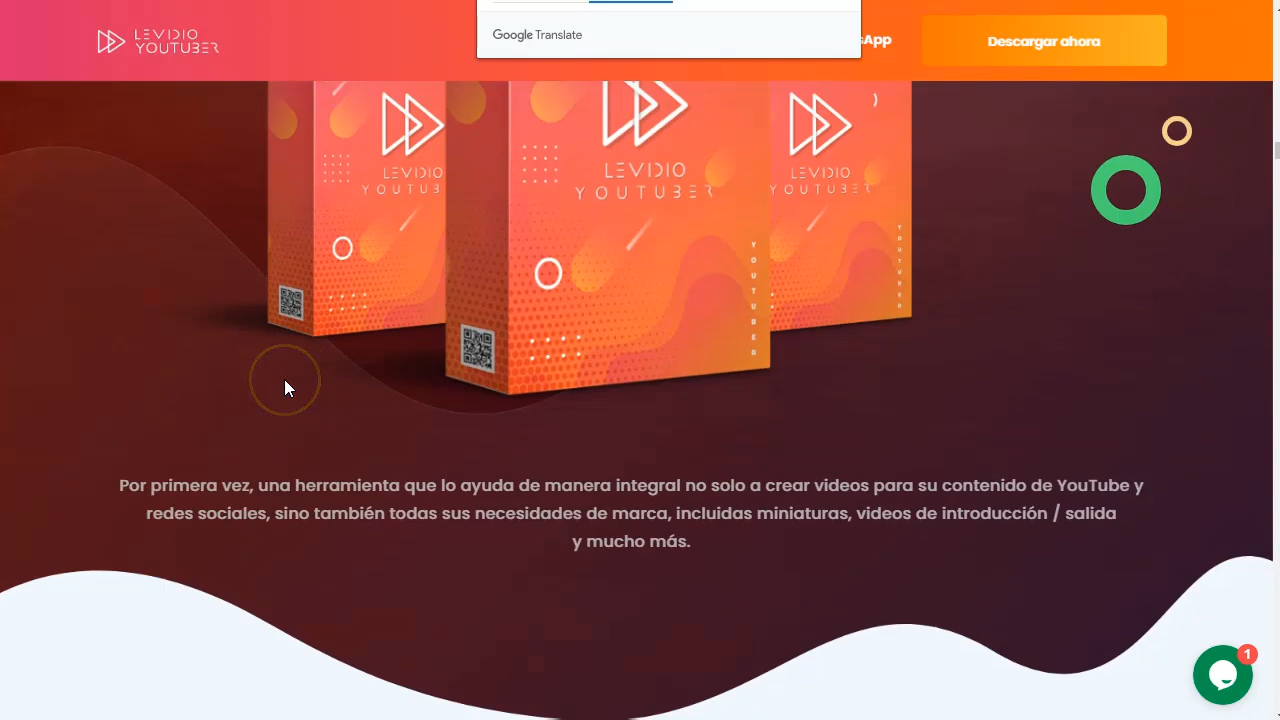 LEVIDIO
YOUTUBER
Google Translate
sApp
Descargar ahora
LEVIDIO
YOUTUB
LEVIDIO
YOUTUBER
LEVIDIO
YOUTUBER
YOUTUBER
YOUTUBER
Por primera vez, una herramienta que lo ayuda de manera integral no solo a crear videos para su contenido de YouTube y
redes sociales, sino también todas sus necesidades de marca, incluidas miniaturas, videos de introducción / salida
y mucho más.
1